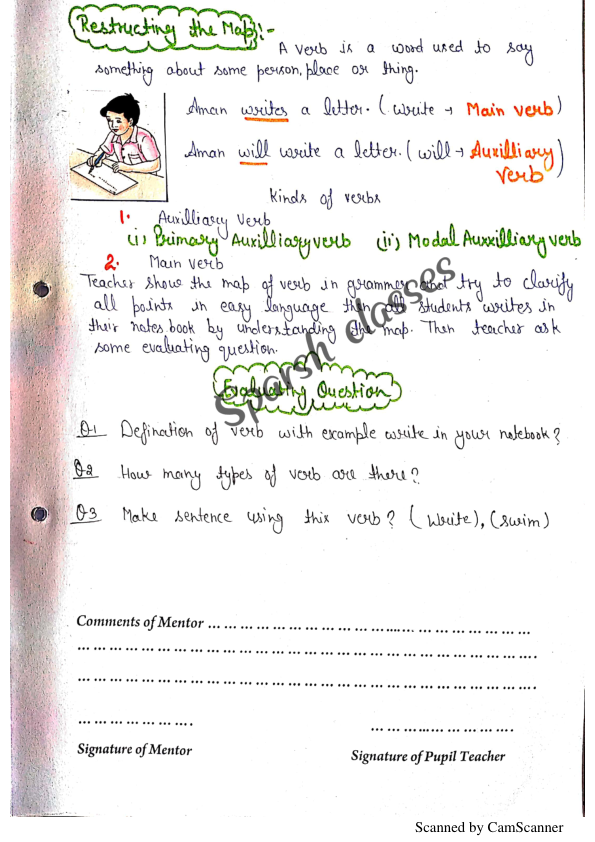 Restructing the Map:-
A verb is a word used to say
something about some person, place or thing.
Aman writes a letter. (write → Main verb)
Aman will write a letter. (will → Auxilliary
verb)
Kinds of verbs
1. Auxilliary verb
(i) Primary Auxilliary verb (ii) Modal Auxxilliary verb
2. Main verb
Teacher show the map of verb in grammer and try to clarify
all points in easy language then all students writes in
their notes book by understanding the map. Then teacher ask
some evaluating question.
Sparsh classes
Evaluating Question
Q1 Defination of verb with example write in your notebook?
Q2 How many types of verb are there?
Q3 Make sentence using this verb? (write), (swim)
Comments of Mentor ... ... ... ... ... ... ... ... ... ... ... ... ... ... ... ... ... ...
... ... ... ... ... ... ... ... ... ... ... ... ... ... ... ... ... ... ... ... ... ... ... ... ... ...
... ... ... ... ... ... ... ... ... ... ... ... ... ... ... ... ... ... ... ... ... ... ... ... ... ...
... ... ... ... ... ... .... ... ... ... ... ... ... ... ....
Signature of Mentor Signature of Pupil Teacher
Scanned by CamScanner